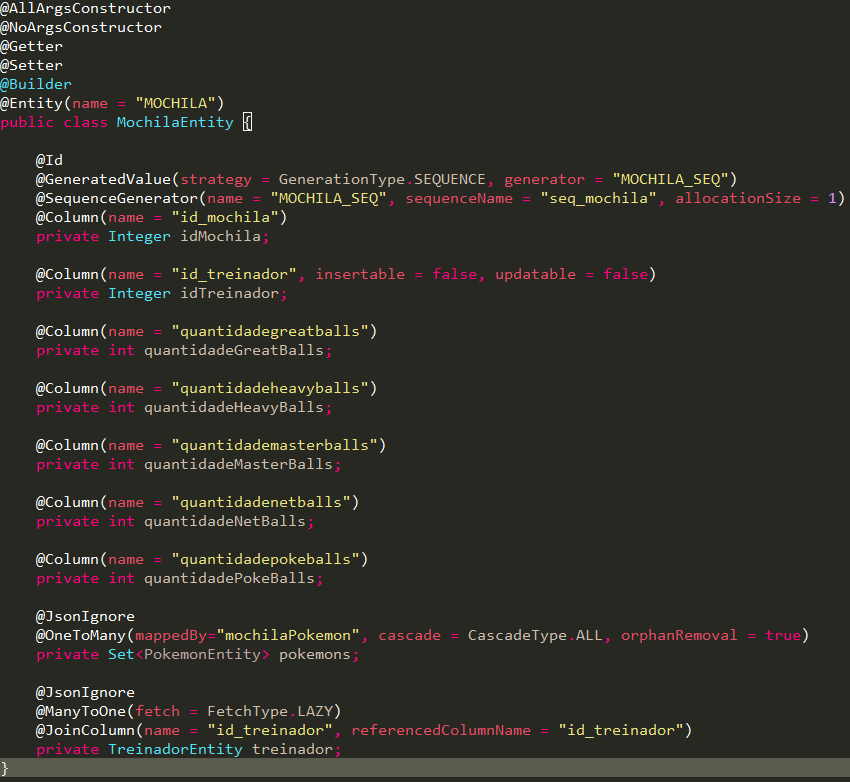 @AllArgsConstructor
@NoArgsConstructor
@Getter
@Setter
@Builder
@Entity(name = "MOCHILA")
public class MochilaEntity {
@Id
@GeneratedValue(strategy = GenerationType.SEQUENCE, generator = "MOCHILA_SEQ")
@SequenceGenerator(name = "MOCHILA_SEQ", sequenceName = "seq_mochila", allocationSize = 1)
@Column(name = "id_mochila")
private Integer idMochila;
@Column(name = "id_treinador", insertable = false, updatable = false)
private Integer idTreinador;
@Column(name = "quantidadegreatballs")
private int quantidadeGreatBalls;
@Column(name = "quantidadeheavyballs")
private int quantidadeHeavyBalls;
@Column(name = "quantidademasterballs")
private int quantidadeMasterBalls;
@Column(name = "quantidadenetballs")
private int quantidadeNetBalls;
@Column(name = "quantidadepokeballs")
private int quantidadePokeBalls;
@JsonIgnore
@OneToMany(mappedBy="mochilaPokemon", cascade = CascadeType.ALL, orphanRemoval = true)
private Set<PokemonEntity> pokemons;
@JsonIgnore
@ManyToOne(fetch = FetchType.LAZY)
@JoinColumn(name = "id_treinador", referencedColumnName = "id_treinador")
private TreinadorEntity treinador;
}